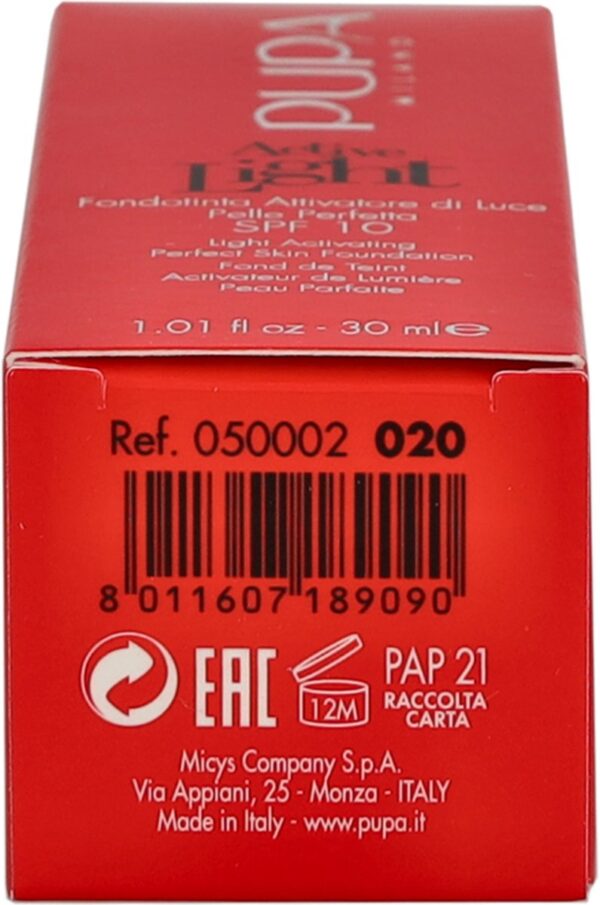 PUPA
MILANO
Active
Light
Fondotinta Attivatore di Luce
Pelle Perfetta
SPF 10
Light Activating
Perfect Skin Foundation
Fond de Teint
Activateur de Lumière
Peau Parfaite
1.01 fl oz - 30 ml e
Ref. 050002 020
8 011607 189090
EAC
12M
PAP 21
RACCOLTA
CARTA
Micys Company S.p.A.
Via Appiani, 25 - Monza - ITALY
Made in Italy - www.pupa.it